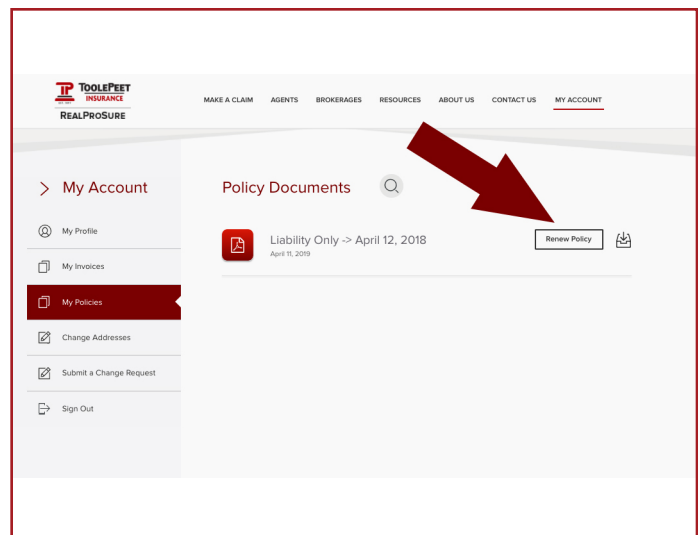 TOOLEPEET
INSURANCE
REALPROSURE
MAKE A CLAIM AGENTS BROKERAGES RESOURCES ABOUT US CONTACT US MY ACCOUNT
> My Account
My Profile
My Invoices
My Policies
Change Addresses
Submit a Change Request
Sign Out
Policy Documents
Liability Only -> April 12, 2018
April 11, 2019
Renew Policy